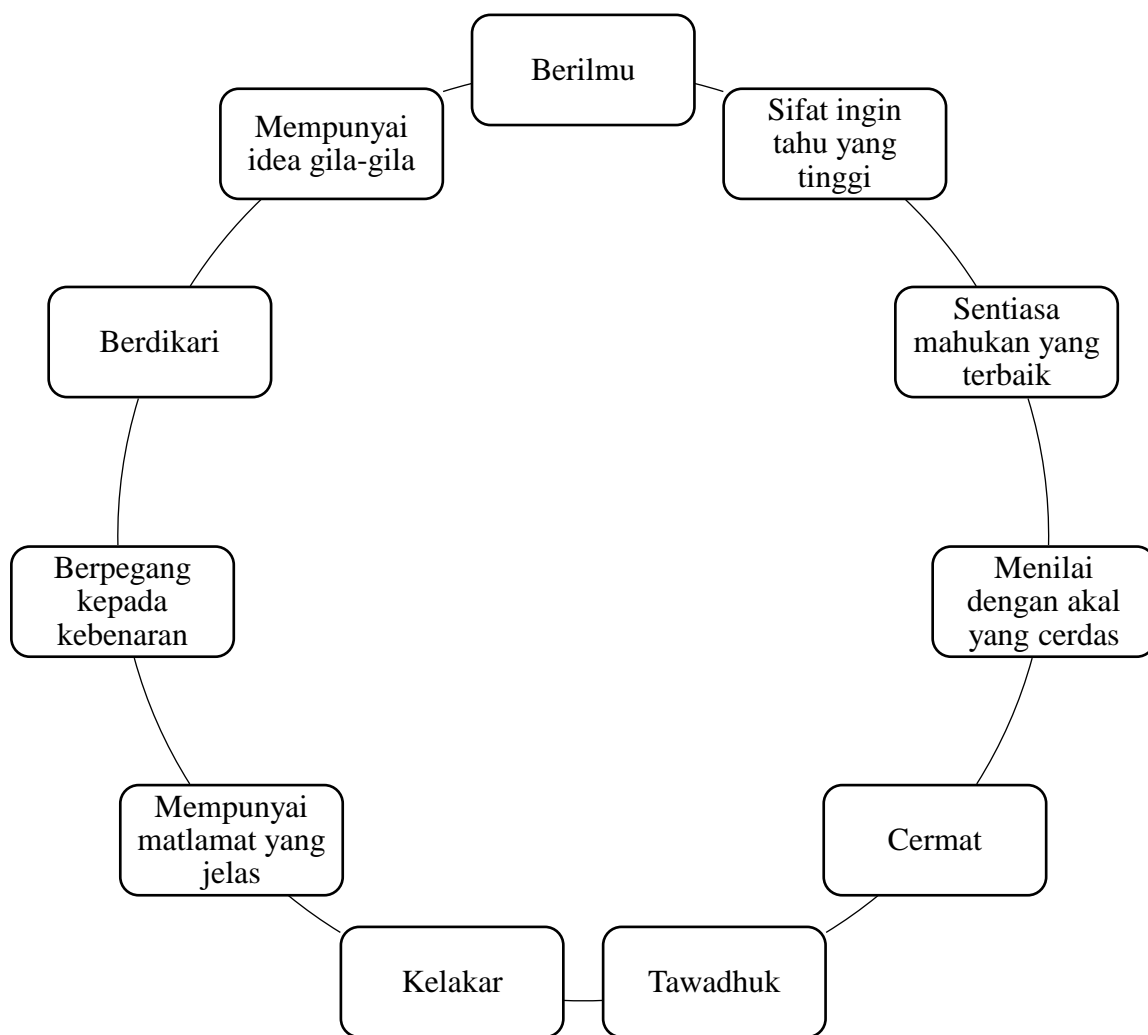 Berilmu
Sifat ingin
tahu yang
tinggi
Sentiasa
mahukan yang
terbaik
Menilai
dengan akal
yang cerdas
Cermat
Tawadhuk
Kelakar
Mempunyai
matlamat yang
jelas
Berpegang
kepada
kebenaran
Berdikari
Mempunyai
idea gila-gila